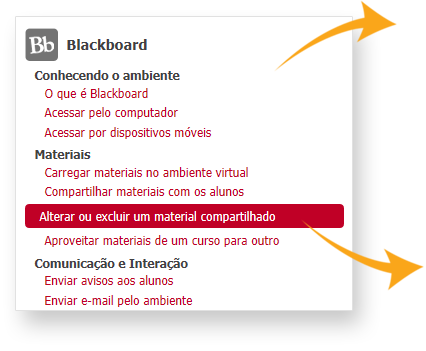 Bb Blackboard
Conhecendo o ambiente
O que é Blackboard
Acessar pelo computador
Acessar por dispositivos móveis
Materiais
Carregar materiais no ambiente virtual
Compartilhar materiais com os alunos
Alterar ou excluir um material compartilhado
Aproveitar materiais de um curso para outro
Comunicação e Interação
Enviar avisos aos alunos
Enviar e-mail pelo ambiente